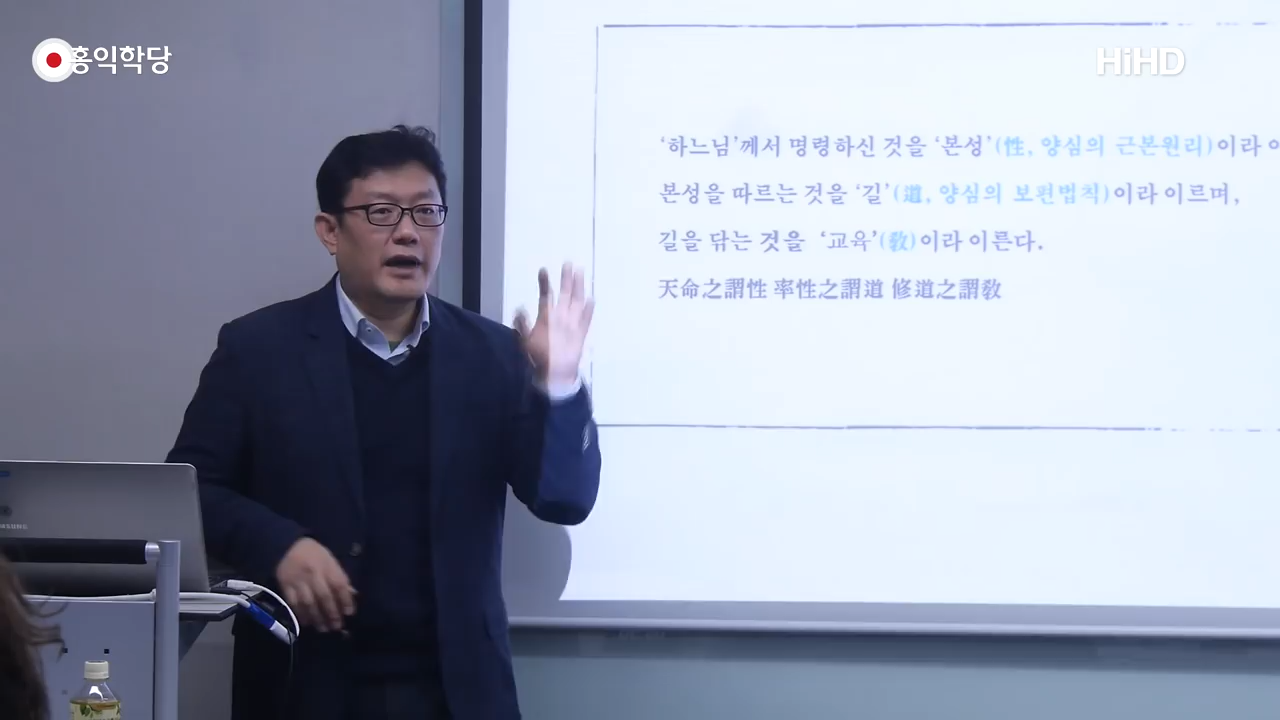 홍익학당
HiHD
‘하느님’께서 명령하신 것을 ‘본성’(性, 양심의 근본원리)이라
본성을 따르는 것을 ‘길’(道, 양심의 보편법칙)이라 이르며,
길을 닦는 것을 ‘교육’(敎)이라 이른다.
天命之謂性 率性之謂道 修道之謂敎